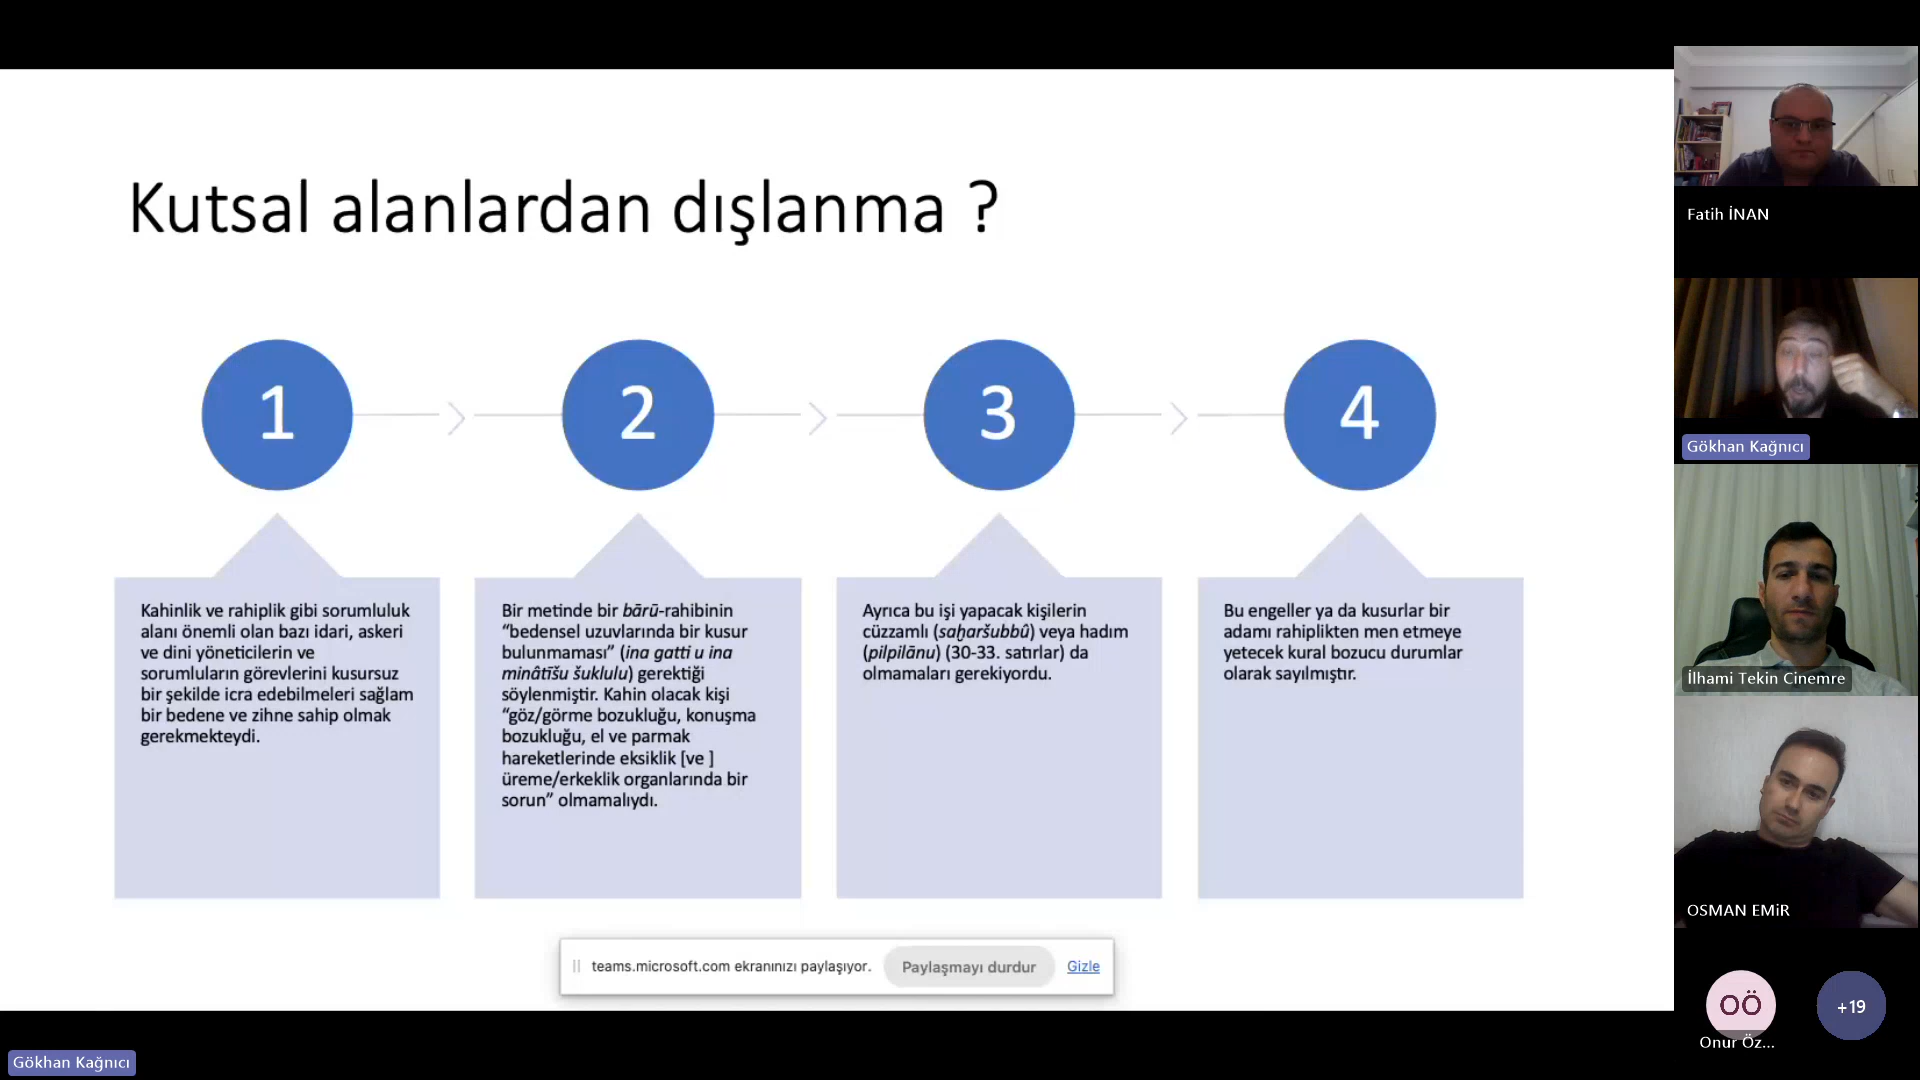 Kutsal alanlardan dışlanma ?
1
2
3
4
Kahinlik ve rahiplik gibi sorumluluk
alanı önemli olan bazı idari, askeri
ve dini yöneticilerin ve
sorumluların görevlerini kusursuz
bir şekilde icra edebilmeleri sağlam
bir bedene ve zihne sahip olmak
gerekmekteydi.
Bir metinde bir bārū-rahibinin
“bedensel uzuvlarında bir kusur
bulunmaması” (ina gatti u ina
minâtīšu šuklulu) gerektiği
söylenmiştir. Kahin olacak kişi
“göz/görme bozukluğu, konuşma
bozukluğu, el ve parmak
hareketlerinde eksiklik [ve ]
üreme/erkeklik organlarında bir
sorun” olmamalıydı.
Ayrıca bu işi yapacak kişilerin
cüzzamlı (saḫaršubbû) veya hadım
(pilpilānu) (30-33. satırlar) da
olmamaları gerekiyordu.
Bu engeller ya da kusurlar bir
adamı rahiplikten men etmeye
yetecek kural bozucu durumlar
olarak sayılmıştır.
teams.microsoft.com ekranınızı paylaşıyor.
Paylaşmayı durdur
Gizle
Gökhan Kağnıcı
Fatih İNAN
Gökhan Kağnıcı
İlhami Tekin Cinemre
OSMAN EMiR
OÖ
Onur Öz...
+19